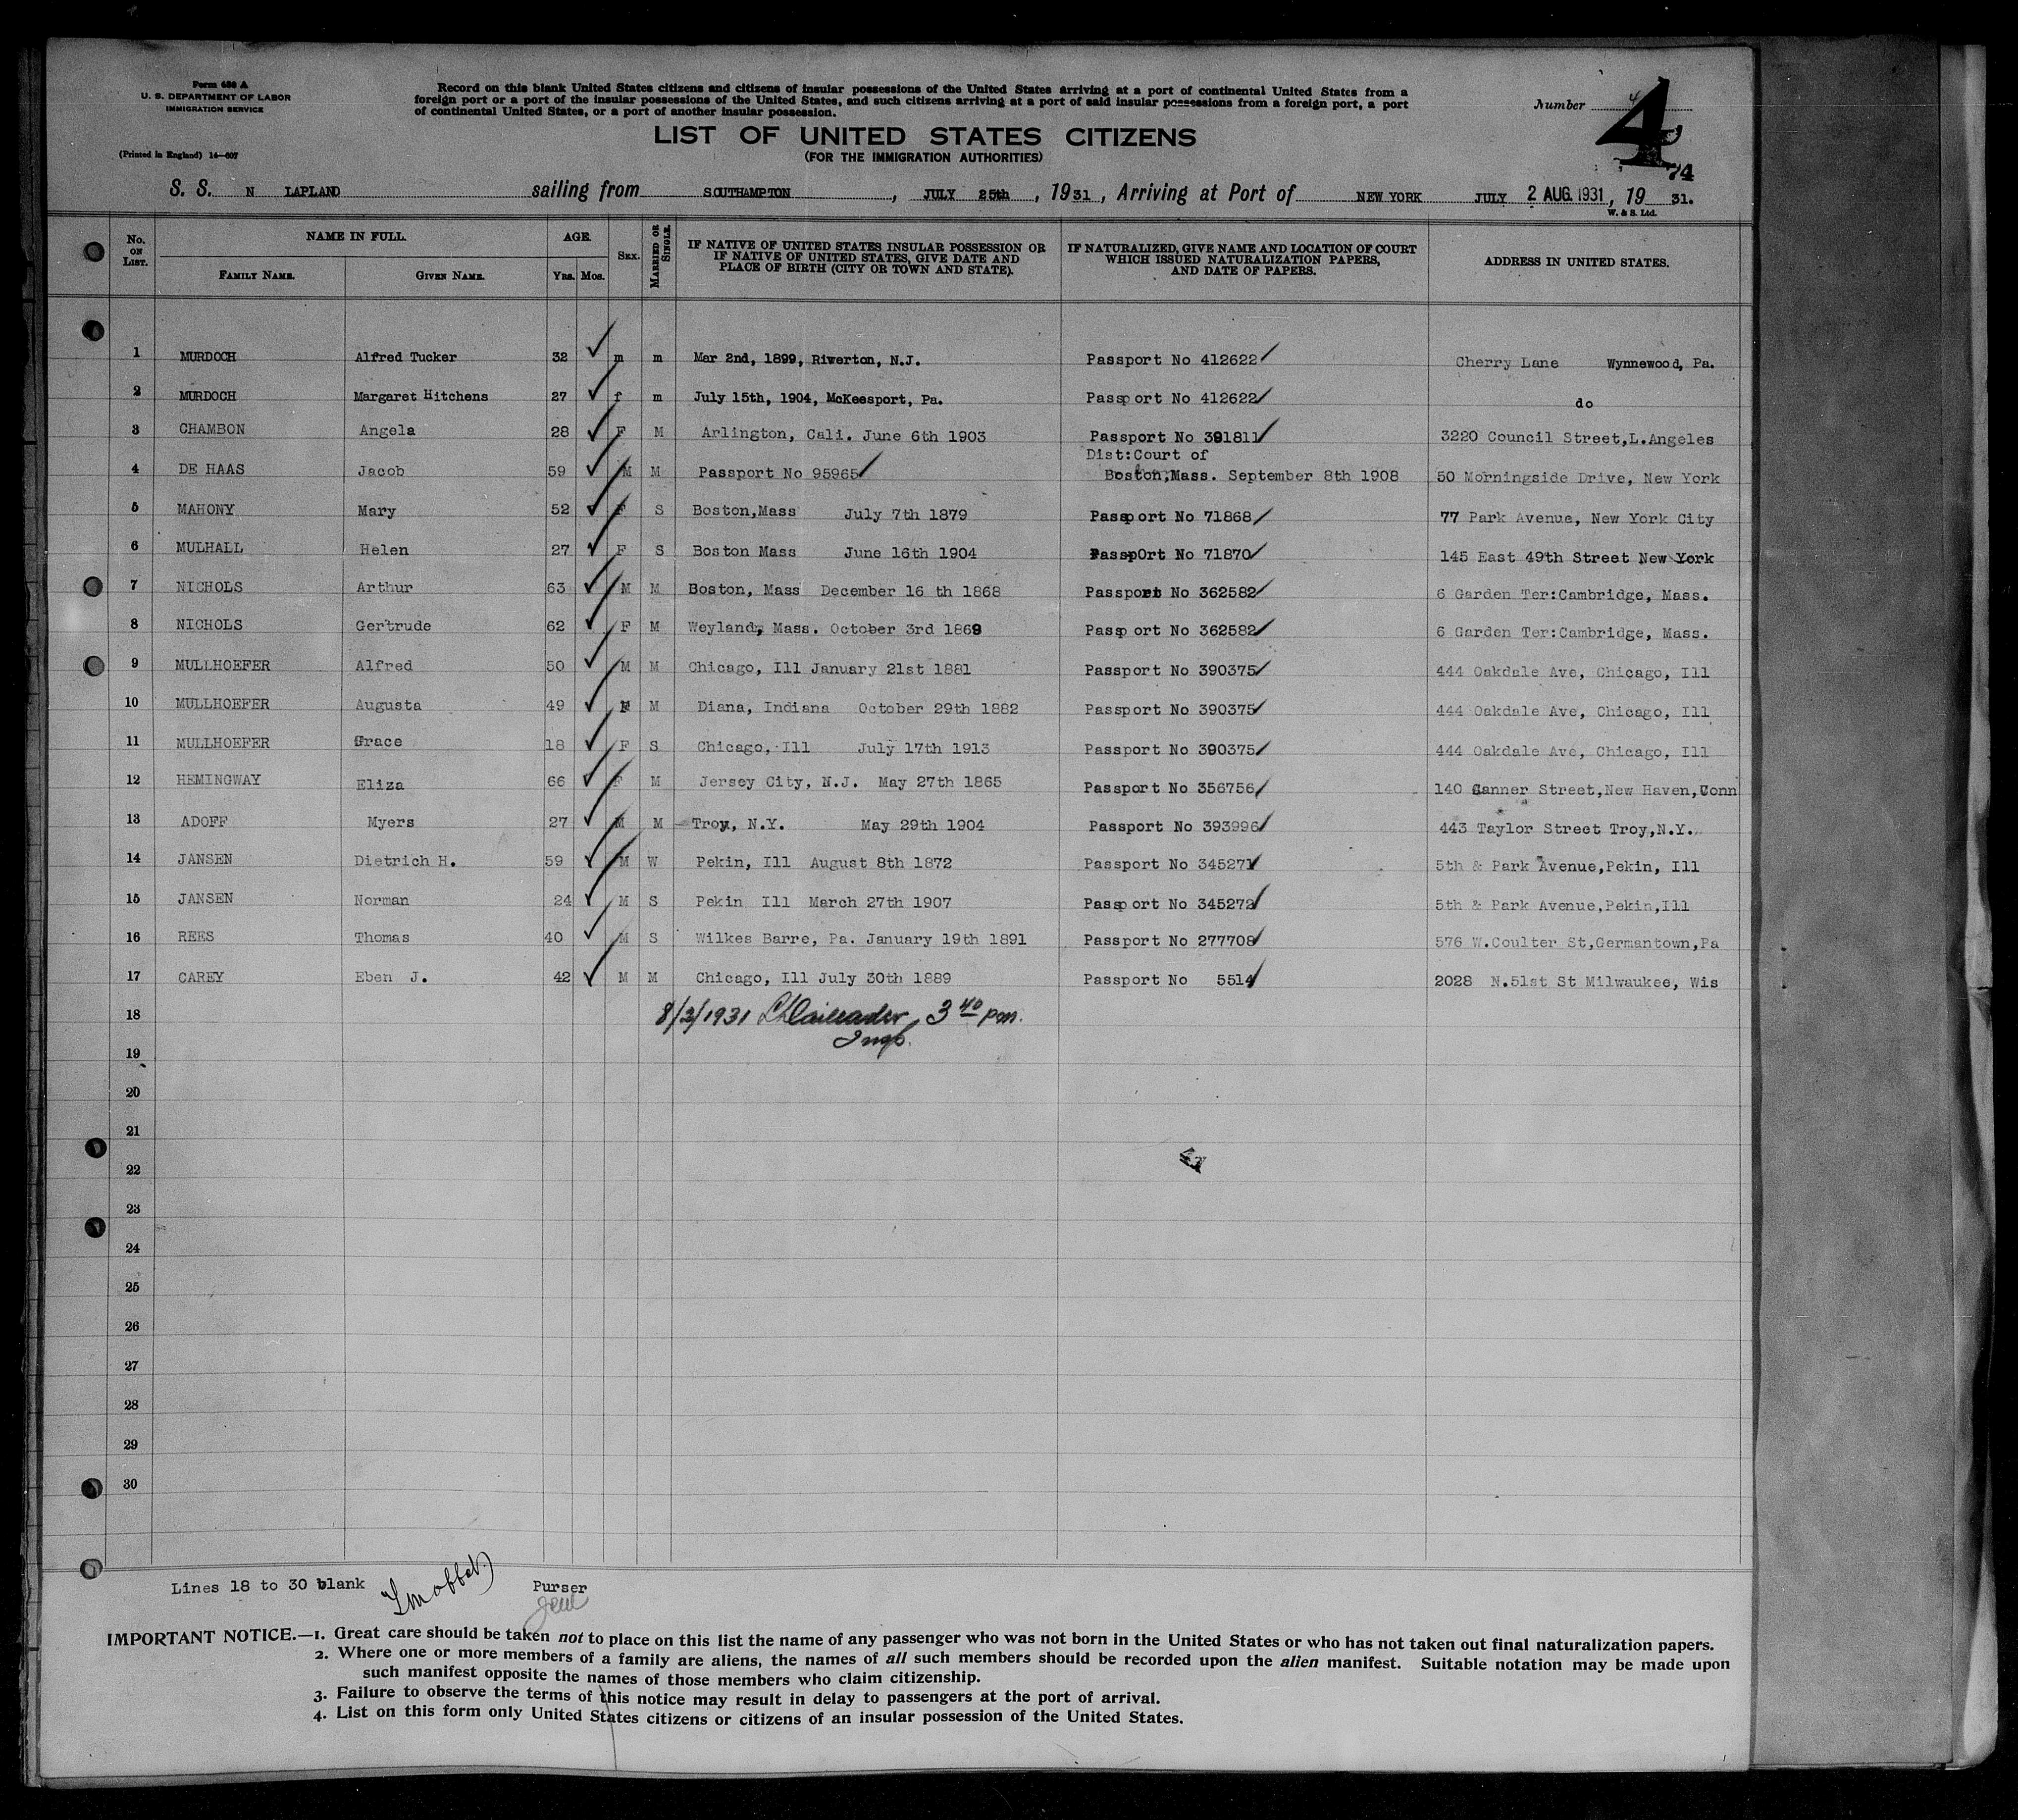 Form 630 A
U. S. DEPARTMENT OF LABOR
IMMIGRATION SERVICE
(Printed in England) 14—607
Record on this blank United States citizens and citizens of insular possessions of the United States arriving at a port of continental United States from a
foreign port or a port of the insular possessions of the United States, and such citizens arriving at a port of said insular possessions from a foreign port, a port
of continental United States, or a port of another insular possession.
LIST OF UNITED STATES CITIZENS
(FOR THE IMMIGRATION AUTHORITIES)
Number 4
4
74
S. S. N LAPLAND sailing from SOUTHAMPTON, JULY 25th, 1931, Arriving at Port of NEW YORK JULY 2 AUG. 1931, 19 31.
W. & S. Ltd.
No. ON LIST. NAME IN FULL. FAMILY NAME. GIVEN NAME. AGE. YRS. MOS. SEX. MARRIED OR SINGLE. IF NATIVE OF UNITED STATES INSULAR POSSESSION OR IF NATIVE OF UNITED STATES, GIVE DATE AND PLACE OF BIRTH (CITY OR TOWN AND STATE). IF NATURALIZED, GIVE NAME AND LOCATION OF COURT WHICH ISSUED NATURALIZATION PAPERS, AND DATE OF PAPERS. ADDRESS IN UNITED STATES.
1 MURDOCH Alfred Tucker 32 m m Mar 2nd, 1899, Riwerton, N.J. Passport No 412622 Cherry Lane Wynnewood, Pa.
2 MURDOCH Margaret Hitchens 27 f m July 15th, 1904, McKeesport, Pa. Passport No 412622 do
3 CHAMBON Angela 28 F M Arlington, Cali. June 6th 1903 Passport No 391811 3220 Council Street,L.Angeles
4 DE HAAS Jacob 59 M M Passport No 95965 Dist:Court of Boston,Mass. September 8th 1908 50 Morningside Drive, New York
5 MAHONY Mary 52 F S Boston,Mass July 7th 1879 Passport No 71868 77 Park Avenue, New York City
6 MULHALL Helen 27 F S Boston Mass June 16th 1904 PasspOrt No 71870 145 East 49th Street New York
7 NICHOLS Arthur 63 M M Boston, Mass December 16 th 1868 Passport No 362582 6 Garden Ter:Cambridge, Mass.
8 NICHOLS Gertrude 62 F M Weyland, Mass. October 3rd 1869 Passport No 362582 6 Garden Ter:Cambridge, Mass.
9 MULLHOEFER Alfred 50 M M Chicago, Ill January 21st 1881 Passport No 390375 444 Oakdale Ave, Chicago, Ill
10 MULLHOEFER Augusta 49 F M Diana, Indiana October 29th 1882 Passport No 390375 444 Oakdale Ave, Chicago, Ill
11 MULLHOEFER Grace 18 F S Chicago, Ill July 17th 1913 Passport No 390375 444 Oakdale Ave, Chicago, Ill
12 HEMINGWAY Eliza 66 F M Jersey City, N.J. May 27th 1865 Passport No 356756 140 Canner Street,New Haven,Conn
13 ADOFF Myers 27 M M Troy, N.Y. May 29th 1904 Passport No 393996 443 Taylor Street Troy,N.Y.
14 JANSEN Dietrich H. 59 M W Pekin, Ill August 8th 1872 Passport No 345271 5th & Park Avenue,Pekin, Ill
15 JANSEN Norman 24 M S Pekin Ill March 27th 1907 Passport No 345272 5th & Park Avenue,Pekin,Ill
16 REES Thomas 40 M S Wilkes Barre, Pa. January 19th 1891 Passport No 277708 576 W.Coulter St,Germantown,Pa
17 CAREY Eben J. 42 M M Chicago, Ill July 30th 1889 Passport No 5514 2028 N.51st St Milwaukee, Wis
18 8/2/1931 3 40 pm.
Insp.
19
20
21
22
23
24
25
26
27
28
29
30
Lines 18 to 30 blank
Purser
IMPORTANT NOTICE.—1. Great care should be taken not to place on this list the name of any passenger who was not born in the United States or who has not taken out final naturalization papers.
2. Where one or more members of a family are aliens, the names of all such members should be recorded upon the alien manifest. Suitable notation may be made upon
such manifest opposite the names of those members who claim citizenship.
3. Failure to observe the terms of this notice may result in delay to passengers at the port of arrival.
4. List on this form only United States citizens or citizens of an insular possession of the United States.